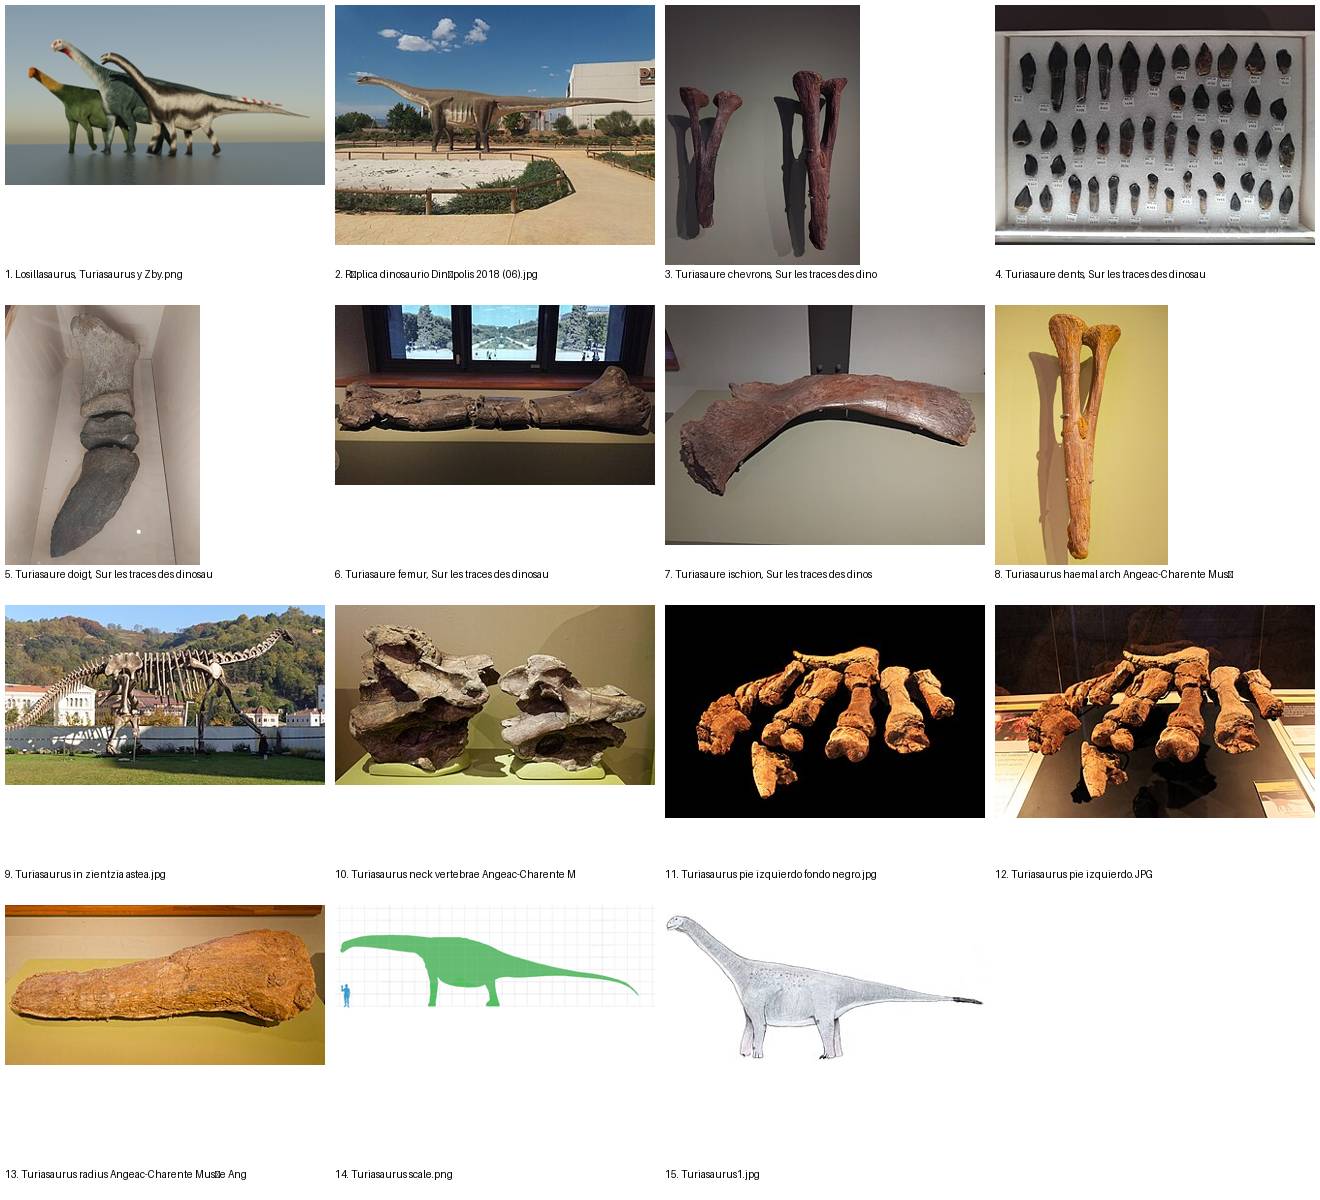 1. Losillasaurus, Turiasaurus y Zby.png
2. R□plica dinosaurio Din□polis 2018 (06).jpg
3. Turiasaure chevrons, Sur les traces des dino
4. Turiasaure dents, Sur les traces des dinosau
5. Turiasaure doigt, Sur les traces des dinosau
6. Turiasaure femur, Sur les traces des dinosau
7. Turiasaure ischion, Sur les traces des dinos
8. Turiasaurus haemal arch Angeac-Charente Mus□
9. Turiasaurus in zientzia astea.jpg
10. Turiasaurus neck vertebrae Angeac-Charente M
11. Turiasaurus pie izquierdo fondo negro.jpg
12. Turiasaurus pie izquierdo.JPG
13. Turiasaurus radius Angeac-Charente Mus□e Ang
14. Turiasaurus scale.png
15. Turiasaurus1.jpg